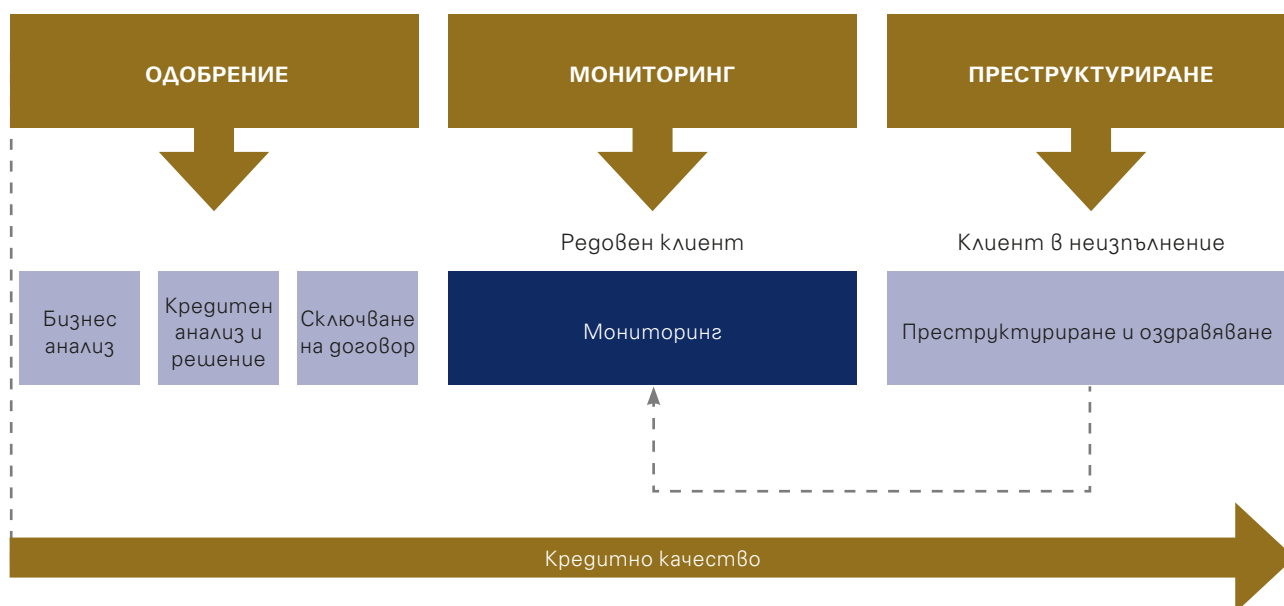 ОДОБРЕНИЕ
МОНИТОРИНГ
ПРЕСТРУКТУРИРАНЕ
Редовен клиент
Клиент в неизпълнение
Бизнес
анализ
Кредитен
анализ и
решение
Сключване
на договор
Мониторинг
Преструктуриране и оздравяване
Кредитно качество